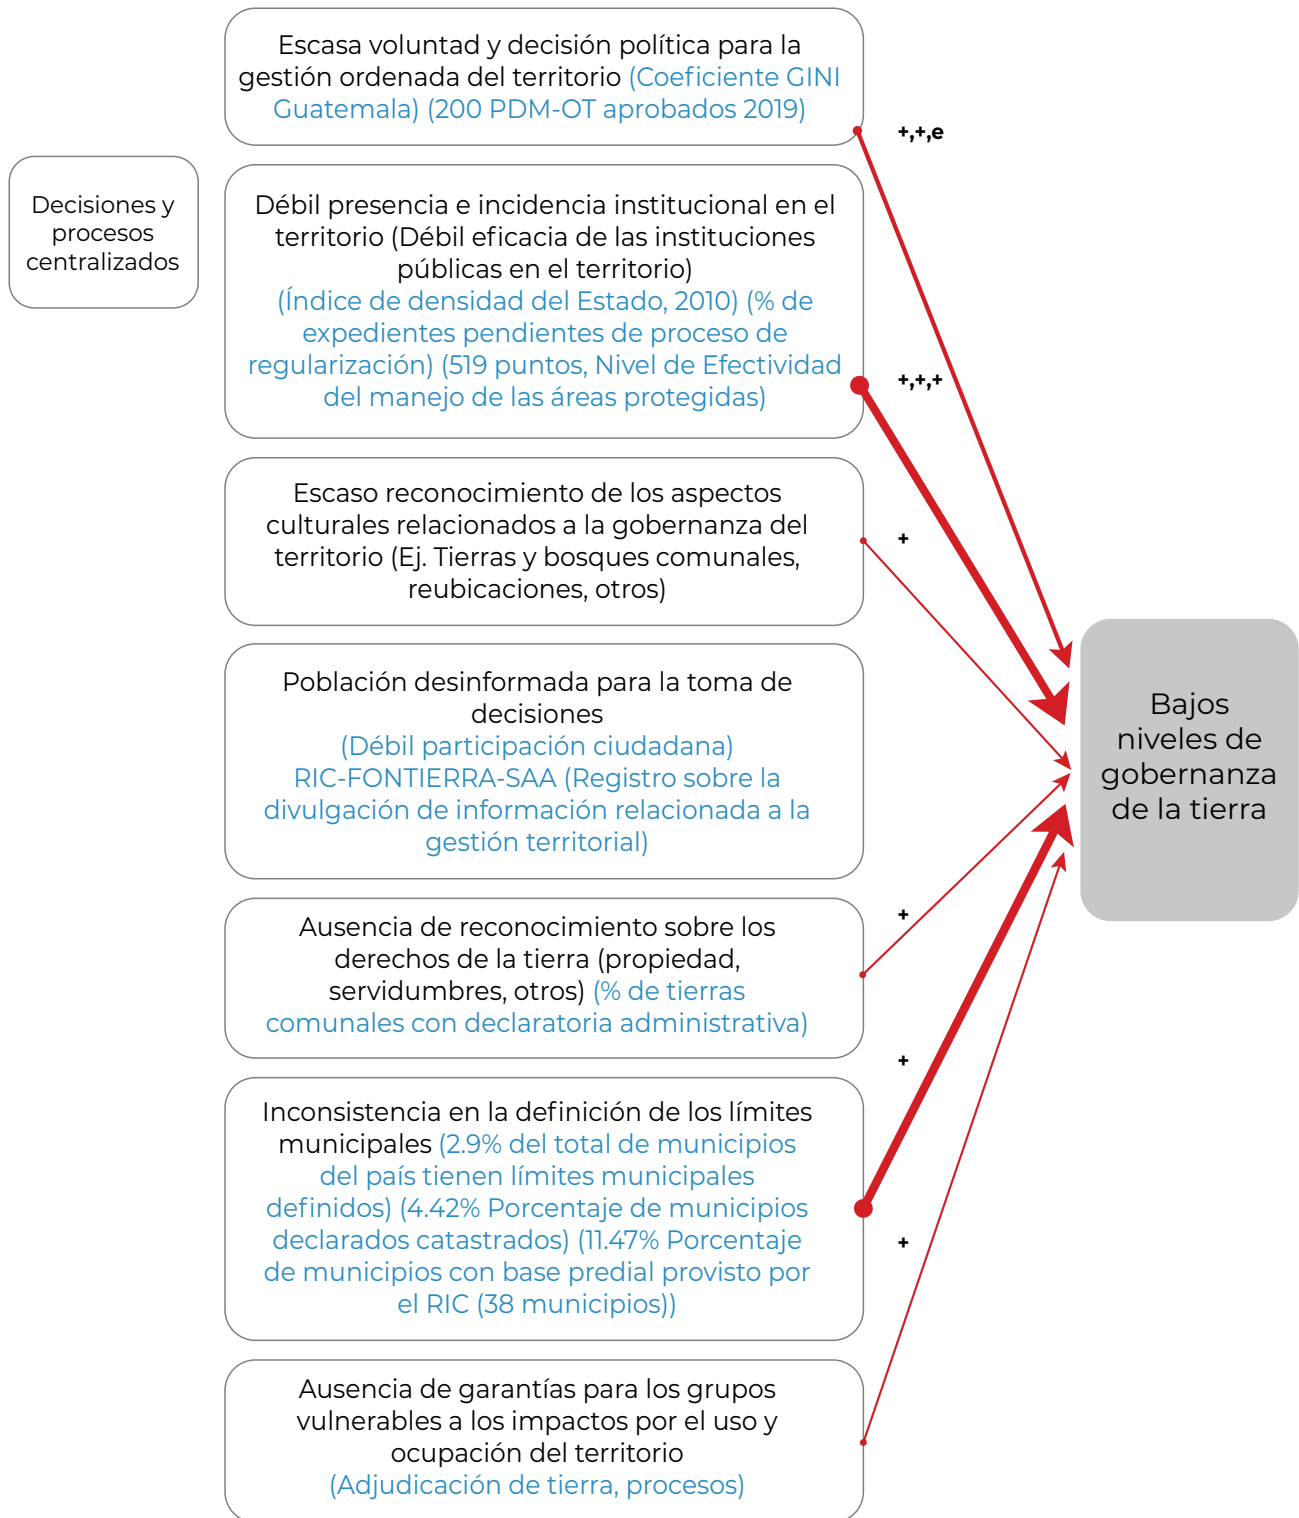 Escasa voluntad y decisión política para la
gestión ordenada del territorio (Coeficiente GINI
Guatemala) (200 PDM-OT aprobados 2019)
+,+,e
Decisiones y
procesos
centralizados
Débil presencia e incidencia institucional en el
territorio (Débil eficacia de las instituciones
públicas en el territorio)
(Índice de densidad del Estado, 2010) (% de
expedientes pendientes de proceso de
regularización) (519 puntos, Nivel de Efectividad
del manejo de las áreas protegidas)
+,+,+
Escaso reconocimiento de los aspectos
culturales relacionados a la gobernanza del
territorio (Ej. Tierras y bosques comunales,
reubicaciones, otros)
+
Población desinformada para la toma de
decisiones
(Débil participación ciudadana)
RIC-FONTIERRA-SAA (Registro sobre la
divulgación de información relacionada a la
gestión territorial)
Bajos
niveles de
gobernanza
de la tierra
Ausencia de reconocimiento sobre los
derechos de la tierra (propiedad,
servidumbres, otros) (% de tierras
comunales con declaratoria administrativa)
+
+
Inconsistencia en la definición de los límites
municipales (2.9% del total de municipios
del país tienen límites municipales
definidos) (4.42% Porcentaje de municipios
declarados catastrados) (11.47% Porcentaje
de municipios con base predial provisto por
el RIC (38 municipios))
+
Ausencia de garantías para los grupos
vulnerables a los impactos por el uso y
ocupación del territorio
(Adjudicación de tierra, procesos)